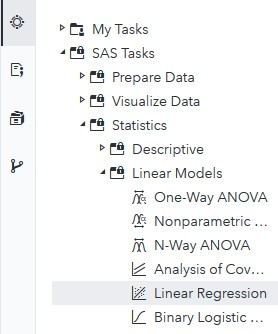 My Tasks
SAS Tasks
Prepare Data
Visualize Data
Statistics
Descriptive
Linear Models
One-Way ANOVA
Nonparametric ...
N-Way ANOVA
Analysis of Cov...
Linear Regression
Binary Logistic ...